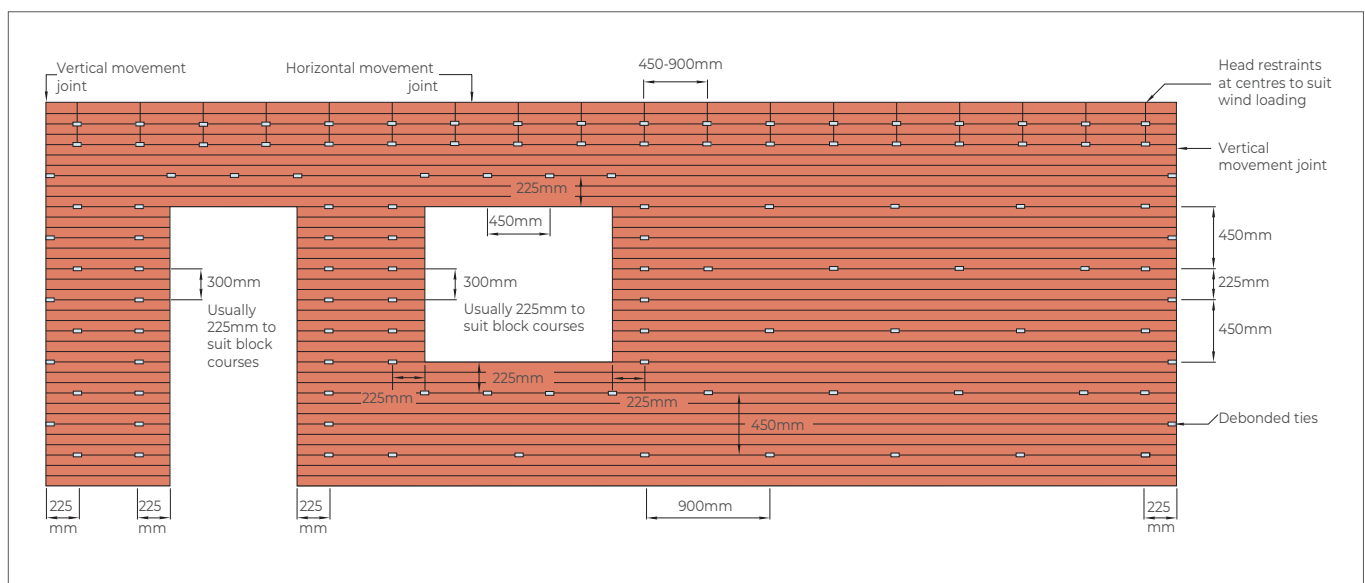 Vertical movement
joint
Horizontal movement
joint
450-900mm
Head restraints
at centres to suit
wind loading
Vertical
movement joint
225mm
450mm
450mm
300mm
Usually
225mm to
suit block
courses
300mm
Usually 225mm to
suit block courses
225mm
450mm
225mm
225mm
225mm
450mm
Debonded ties
225
mm
225
mm
225
mm
900mm
225
mm